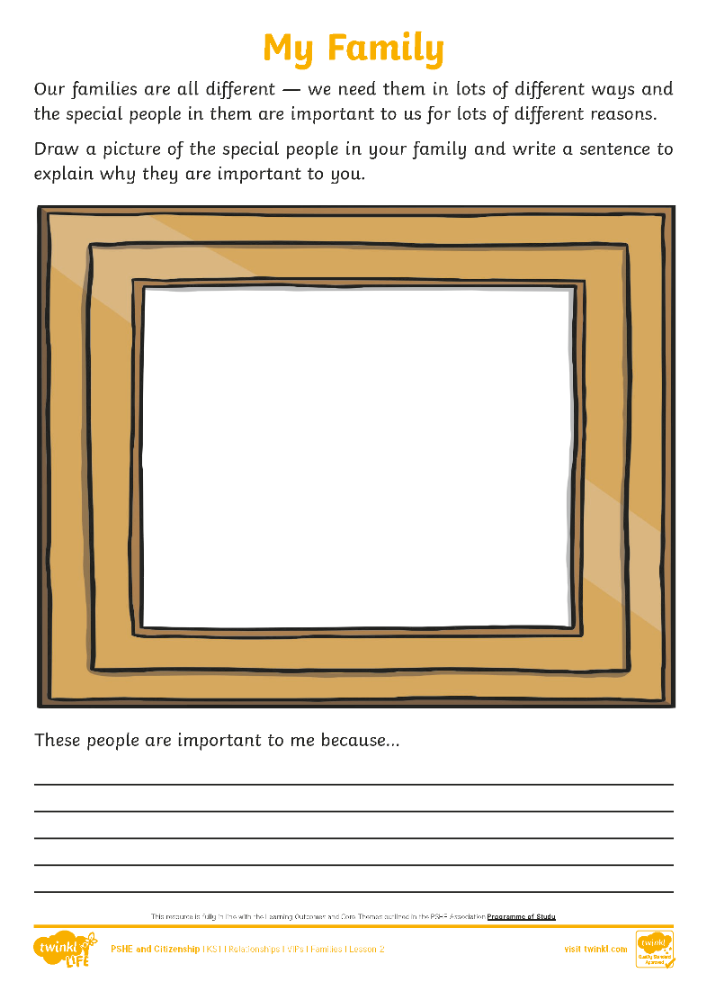 My Family
Our families are all different — we need them in lots of different ways and
the special people in them are important to us for lots of different reasons.
Draw a picture of the special people in your family and write a sentence to
explain why they are important to you.
These people are important to me because...
This resource is fully in line with the Learning Outcomes and Core Themes outlined in the PSHE Association Programme of Study
twinkl
LIFE
PSHE and Citizenship | KS1 | Relationships | VIPs | Families | Lesson 2
visit twinkl.com
twinkl
Quality Standard
Approved